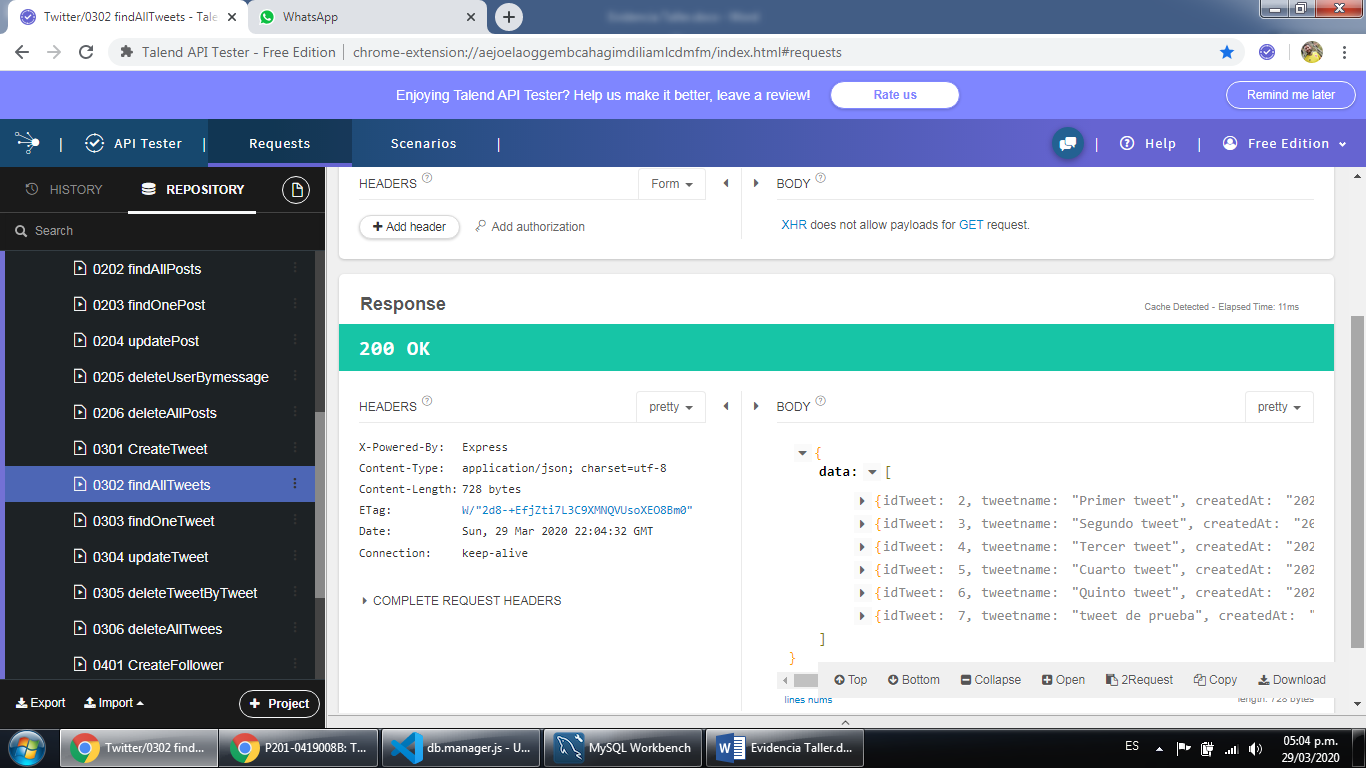 Twitter/0302 findAllTweets - Tale
WhatsApp
Evidencia Taller.docx - Word
Talend API Tester - Free Edition | chrome-extension://aejoelaoggembcahagimdiliamlcdmfm/index.html#requests
Enjoying Talend API Tester? Help us make it better, leave a review!
Rate us
Remind me later
| API Tester | Requests Scenarios |
| Help | Free Edition
HISTORY
REPOSITORY
Search
0202 findAllPosts
0203 findOnePost
0204 updatePost
0205 deleteUserBymessage
0206 deleteAllPosts
0301 CreateTweet
0302 findAllTweets
0303 findOneTweet
0304 updateTweet
0305 deleteTweetByTweet
0306 deleteAllTwees
0401 CreateFollower
Export
Import
+ Project
HEADERS ?
Form
+ Add header
Add authorization
BODY ?
XHR does not allow payloads for GET request.
Response
Cache Detected - Elapsed Time: 11ms
200 OK
HEADERS ?
pretty
X-Powered-By: Express
Content-Type: application/json; charset=utf-8
Content-Length: 728 bytes
ETag: W/"2d8-+EfjZti7L3C9XMNQVUsoXEO8Bm0"
Date: Sun, 29 Mar 2020 22:04:32 GMT
Connection: keep-alive
COMPLETE REQUEST HEADERS
BODY ?
pretty
{
data: [
{idTweet: 2, tweetname: "Primer tweet", createdAt: "202
{idTweet: 3, tweetname: "Segundo tweet", createdAt: "20
{idTweet: 4, tweetname: "Tercer tweet", createdAt: "202
{idTweet: 5, tweetname: "Cuarto tweet", createdAt: "202
{idTweet: 6, tweetname: "Quinto tweet", createdAt: "202
{idTweet: 7, tweetname: "tweet de prueba", createdAt: "
]
}
Top
Bottom
Collapse
Open
2Request
Copy
Download
lines nums
length: 728 bytes
Twitter/0302 find...
P201-0419008B: T...
db.manager.js - U...
MySQL Workbench
Evidencia Taller.d...
ES
05:04 p.m.
29/03/2020